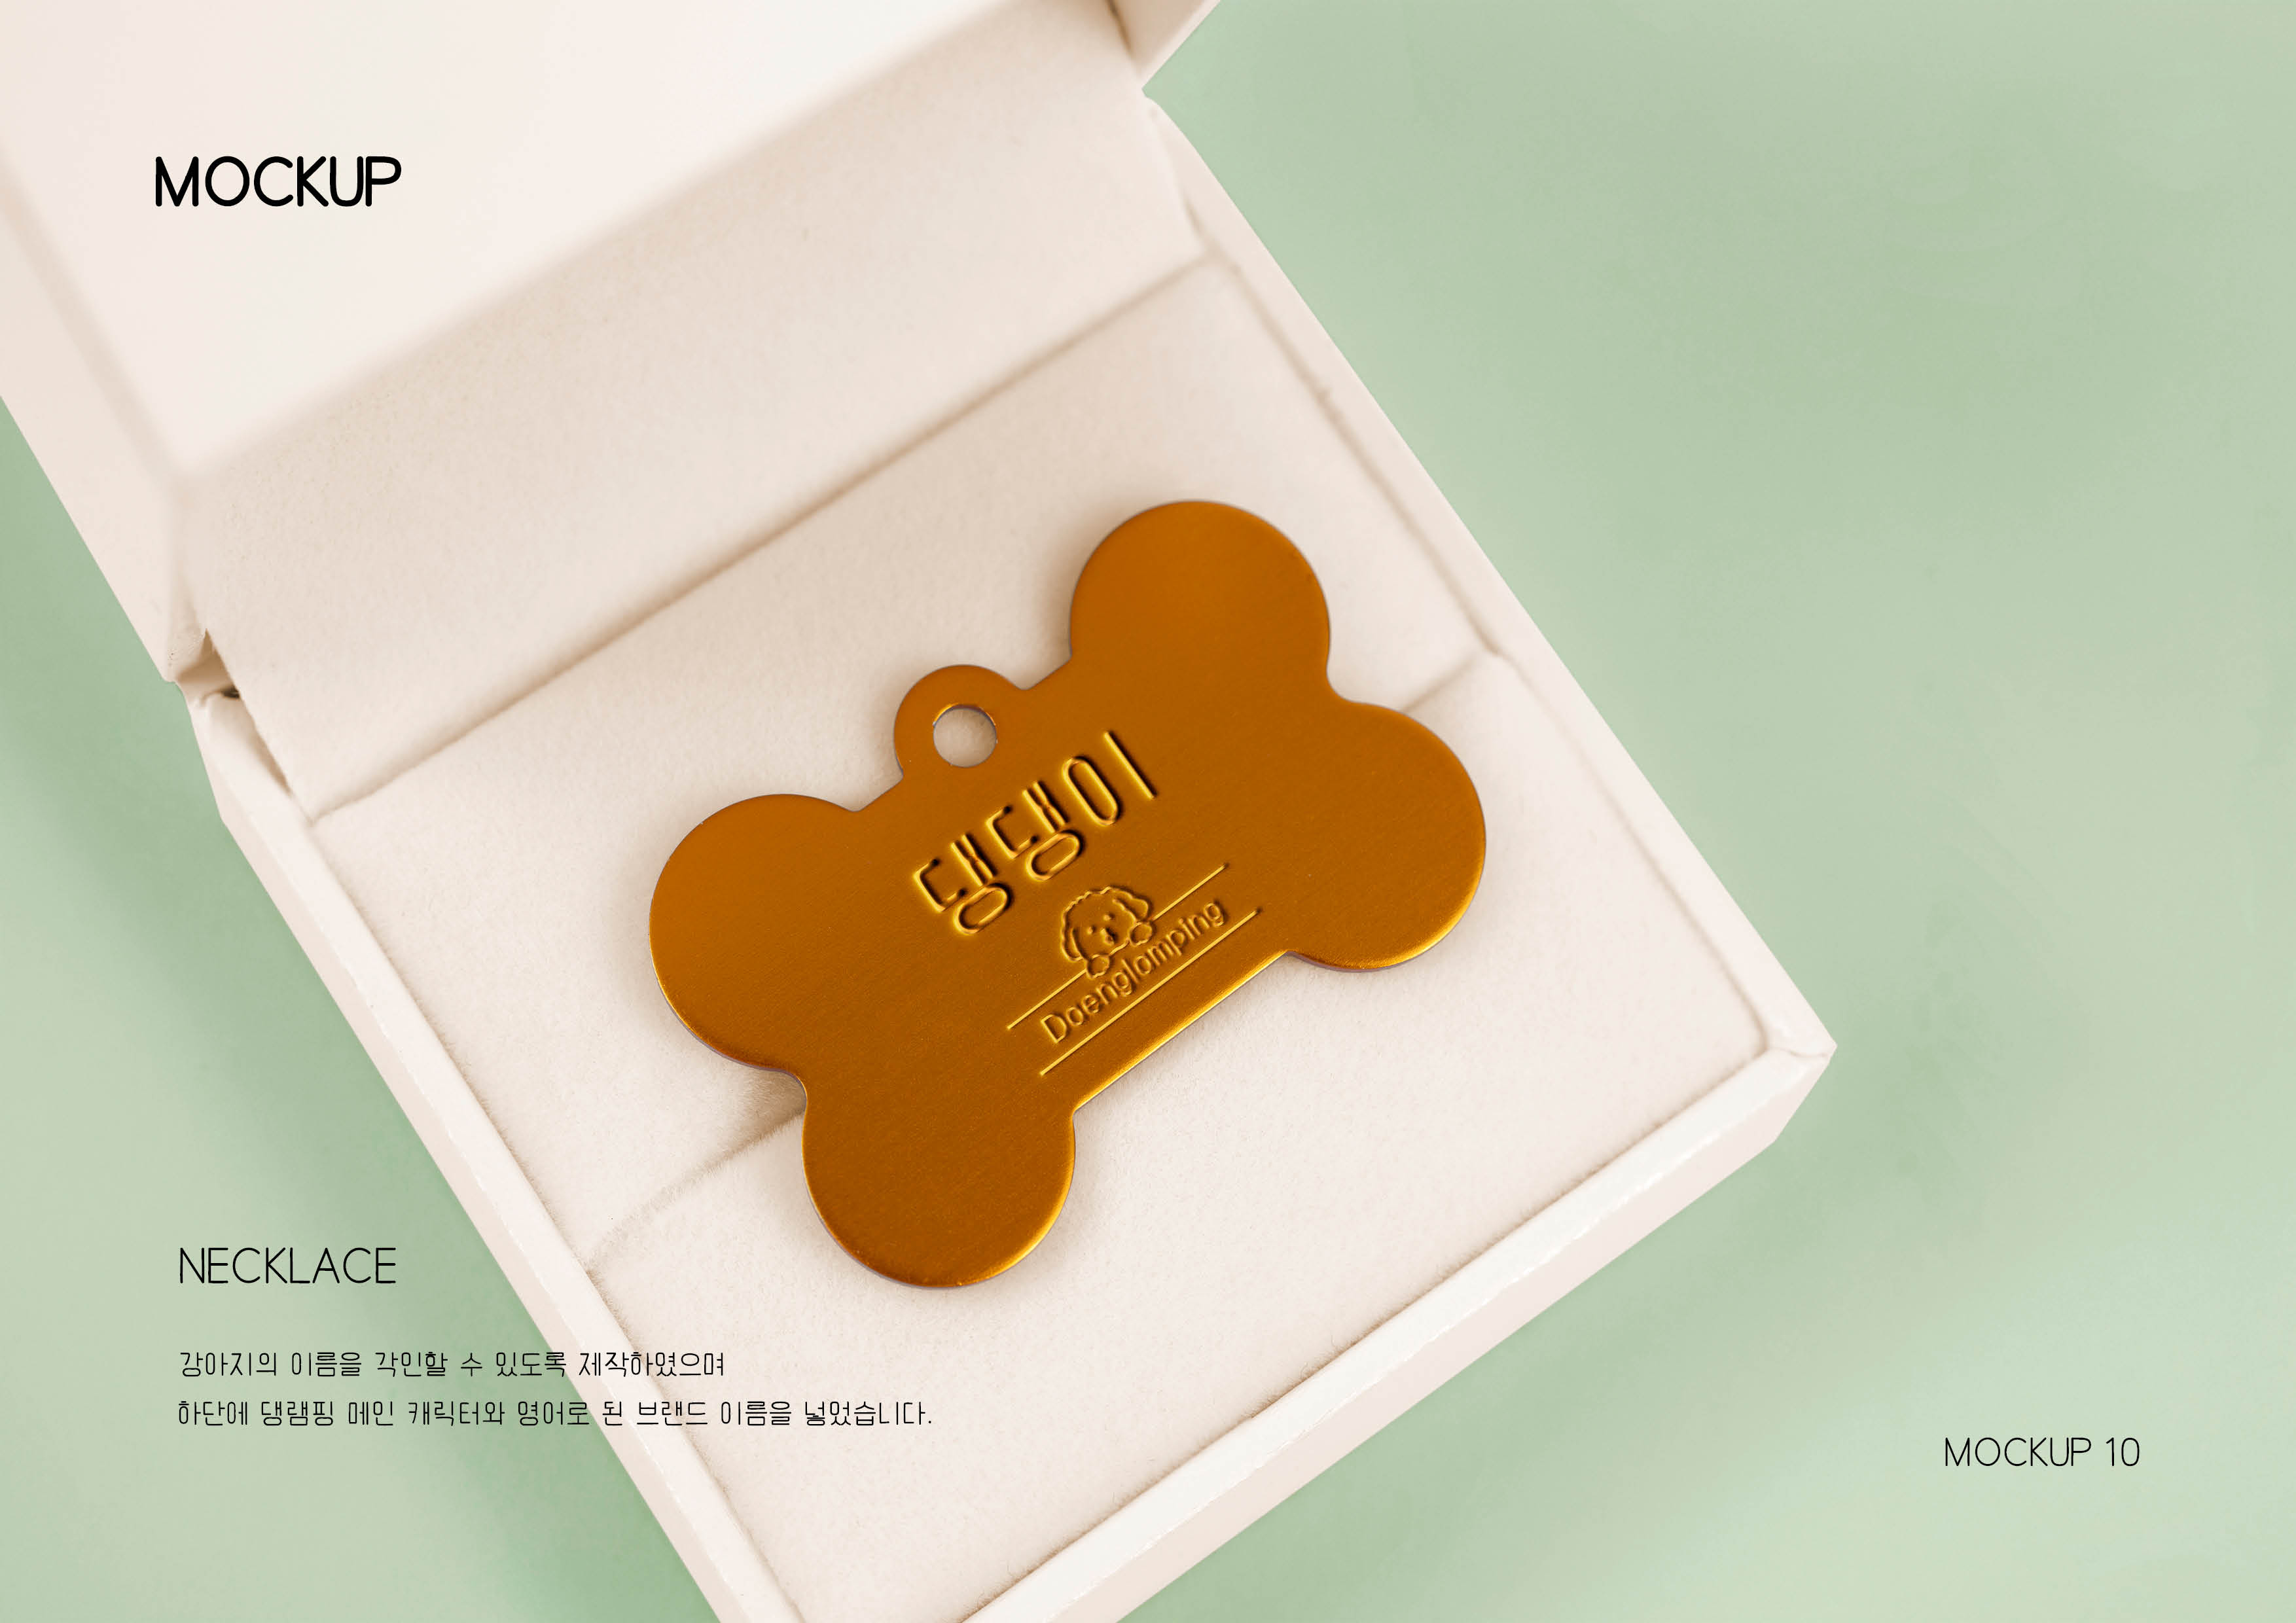 MOCKUP
댕댕이
Daenglamping
NECKLACE
강아지의 이름을 각인할 수 있도록 제작하였으며
하단에 댕램핑 메인 캐릭터와 영어로 된 브랜드 이름을 넣었습니다.
MOCKUP 10